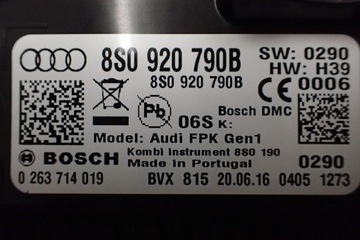 8S0 920 790B
SW: 0290
8S0 920 790B
HW: H39
CE 0006
Pb
06S K:
Bosch DMC
Model: Audi FPK Gen1
BOSCH
Kombi Instrument 8S0 190
Made in Portugal
0290
0 263 714 019
BVX 815 20.06.16 0405 1273